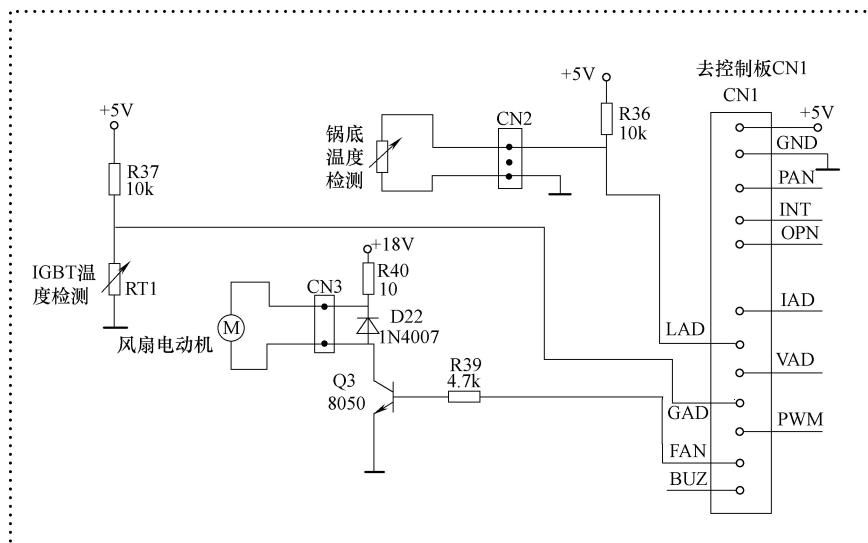 去控制板CN1
CN1
+5V
GND
PAN
INT
OPN
IAD
LAD
VAD
GAD
PWM
FAN
BUZ
+5V
R36
10k
CN2
锅底
温度
检测
+5V
R37
10k
IGBT温
度检测
RT1
+18V
R40
10
CN3
D22
1N4007
M
风扇电动机
Q3
8050
R39
4.7k